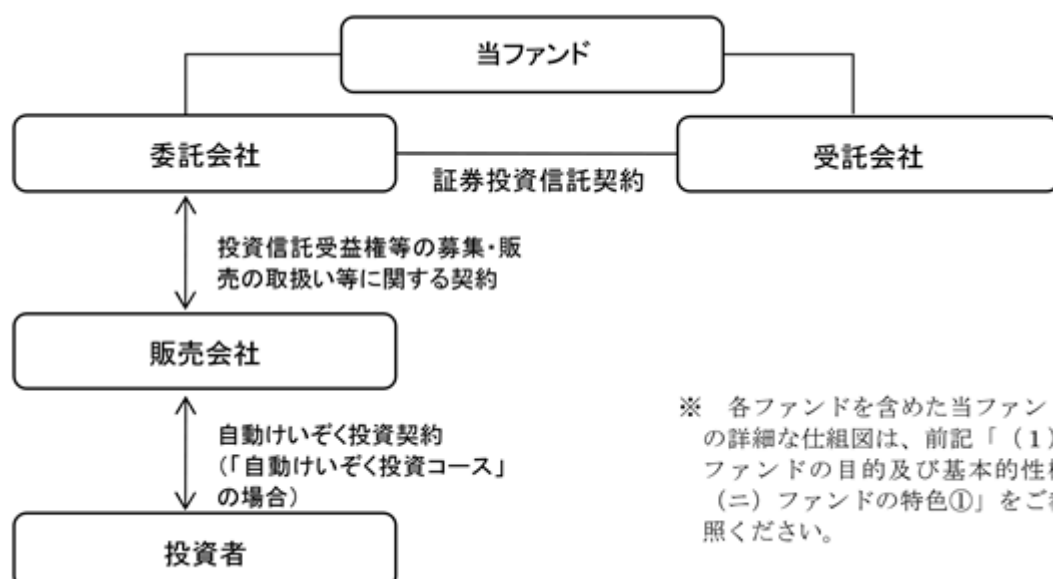 当ファンド
委託会社
受託会社
証券投資信託契約
投資信託受益権等の募集・販
売の取扱い等に関する契約
販売会社
自動けいぞく投資契約
（「自動けいぞく投資コース」
の場合）
投資者
※　各ファンドを含めた当ファン
の詳細な仕組図は、前記「（１）
ファンドの目的及び基本的性
（ニ）ファンドの特色①」をご
照ください。